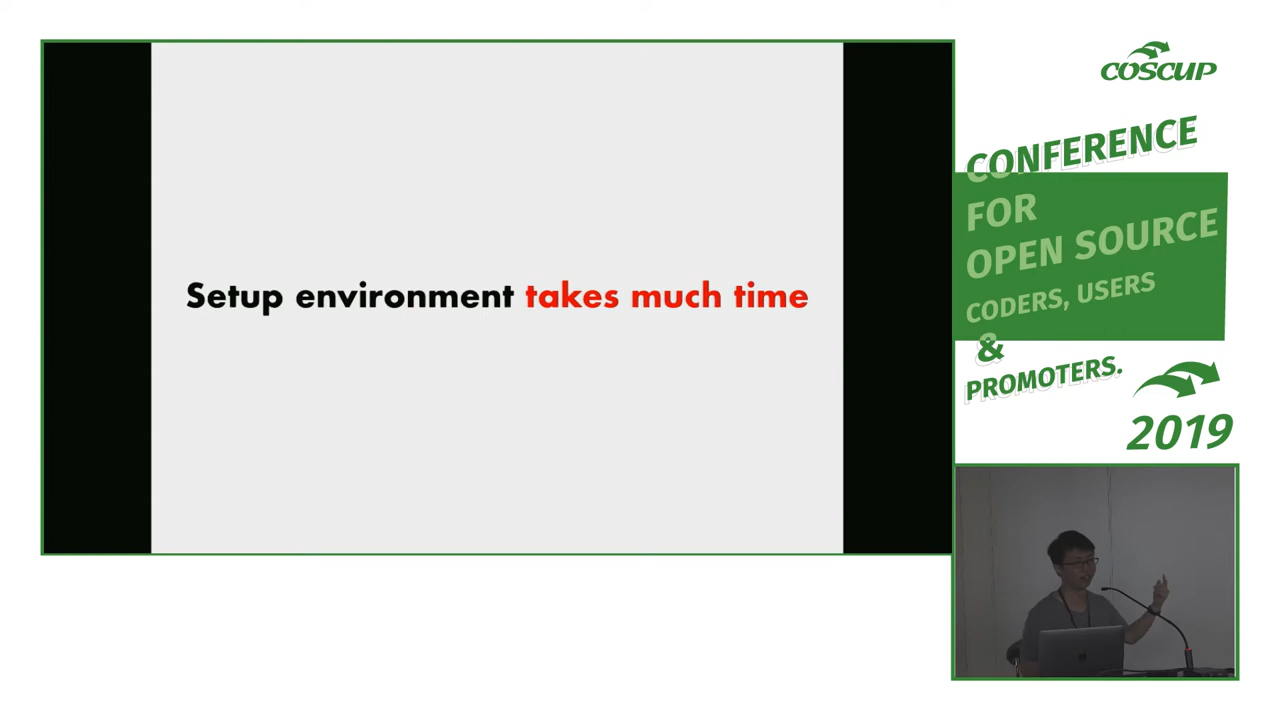 Setup environment takes much time
COSCUP
CONFERENCE
FOR
OPEN SOURCE
CODERS, USERS
&
PROMOTERS.
2019